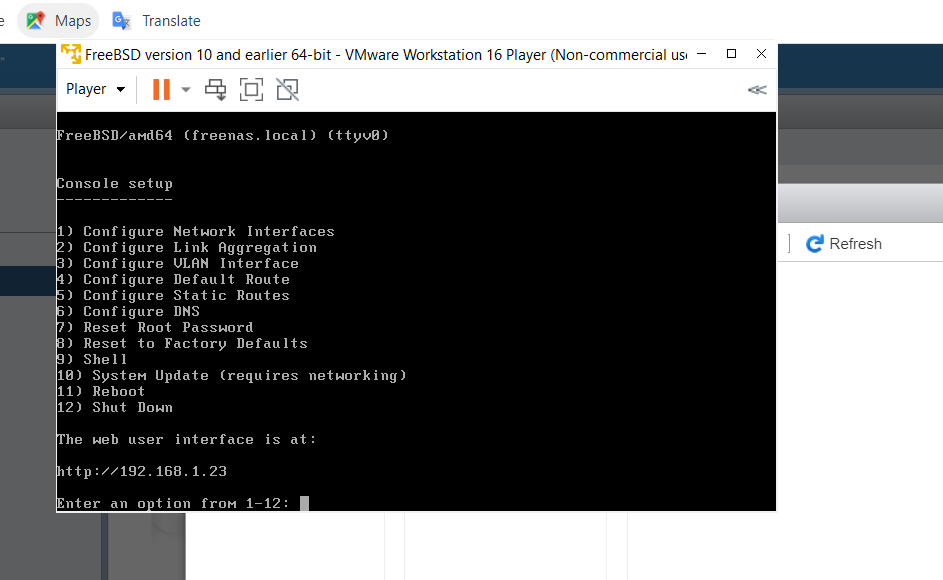 Maps
Translate
FreeBSD version 10 and earlier 64-bit - VMware Workstation 16 Player (Non-commercial us
Player
FreeBSD/amd64 (freenas.local) (ttyv0)
Console setup
-------------
1) Configure Network Interfaces
2) Configure Link Aggregation
3) Configure VLAN Interface
4) Configure Default Route
5) Configure Static Routes
6) Configure DNS
7) Reset Root Password
8) Reset to Factory Defaults
9) Shell
10) System Update (requires networking)
11) Reboot
12) Shut Down
The web user interface is at:
http://192.168.1.23
Enter an option from 1-12:
Refresh